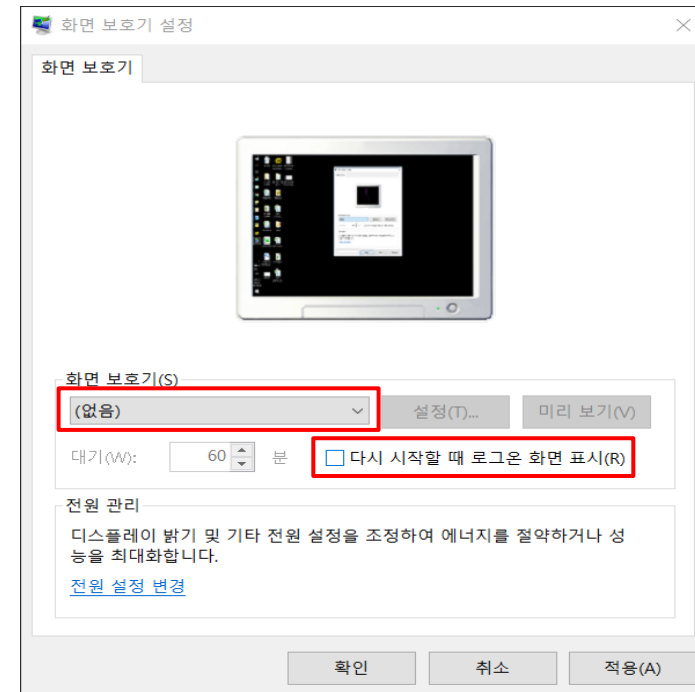 화면 보호기 설정
화면 보호기
화면 보호기(S)
(없음)
설정(T)...
미리 보기(V)
대기(W):
60
분
다시 시작할 때 로그온 화면 표시(R)
전원 관리
디스플레이 밝기 및 기타 전원 설정을 조정하여 에너지를 절약하거나 성
능을 최대화합니다.
전원 설정 변경
확인
취소
적용(A)